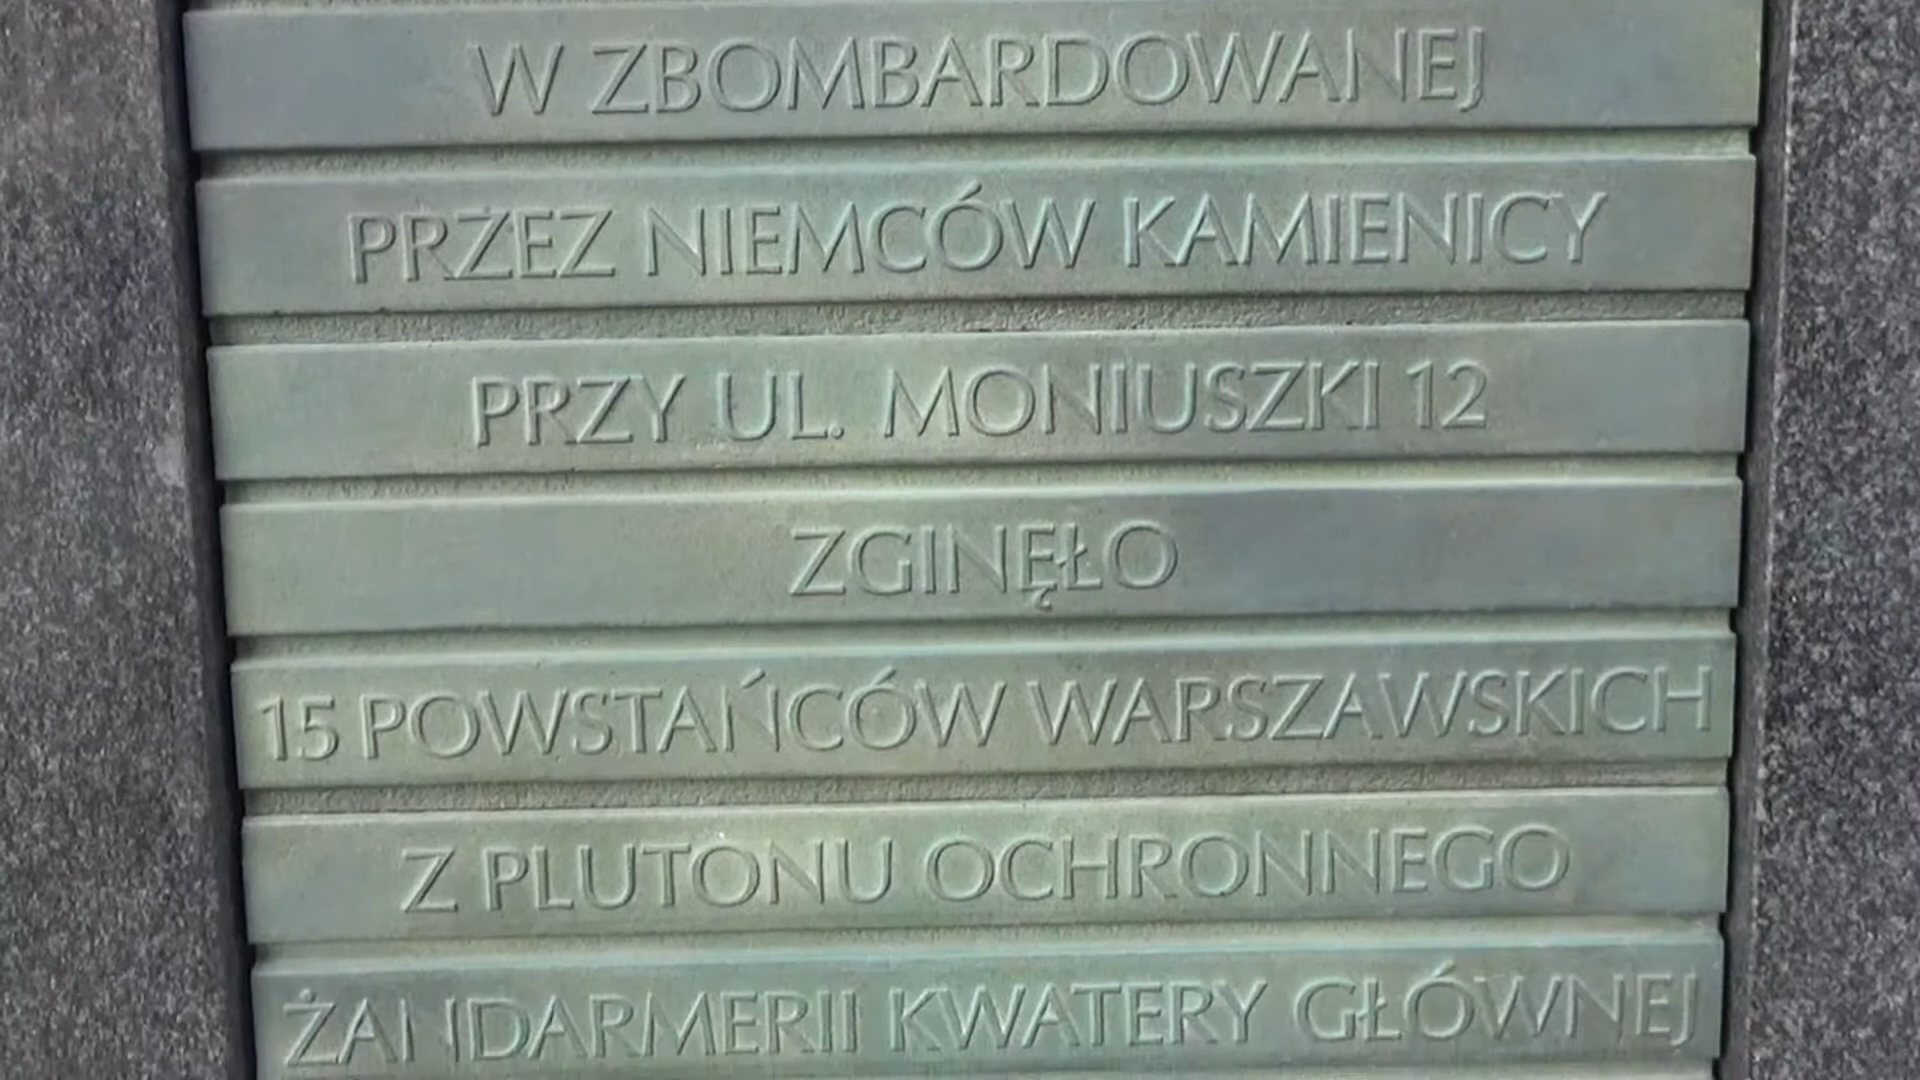 W ZBOMBARDOWANEJ
PRZEZ NIEMCÓW KAMIENICY
PRZY UL. MONIUSZKI 12
ZGINĘŁO
15 POWSTAŃCÓW WARSZAWSKICH
Z PLUTONU OCHRONNEGO
ŻANDARMERII KWATERY GŁÓWNEJ